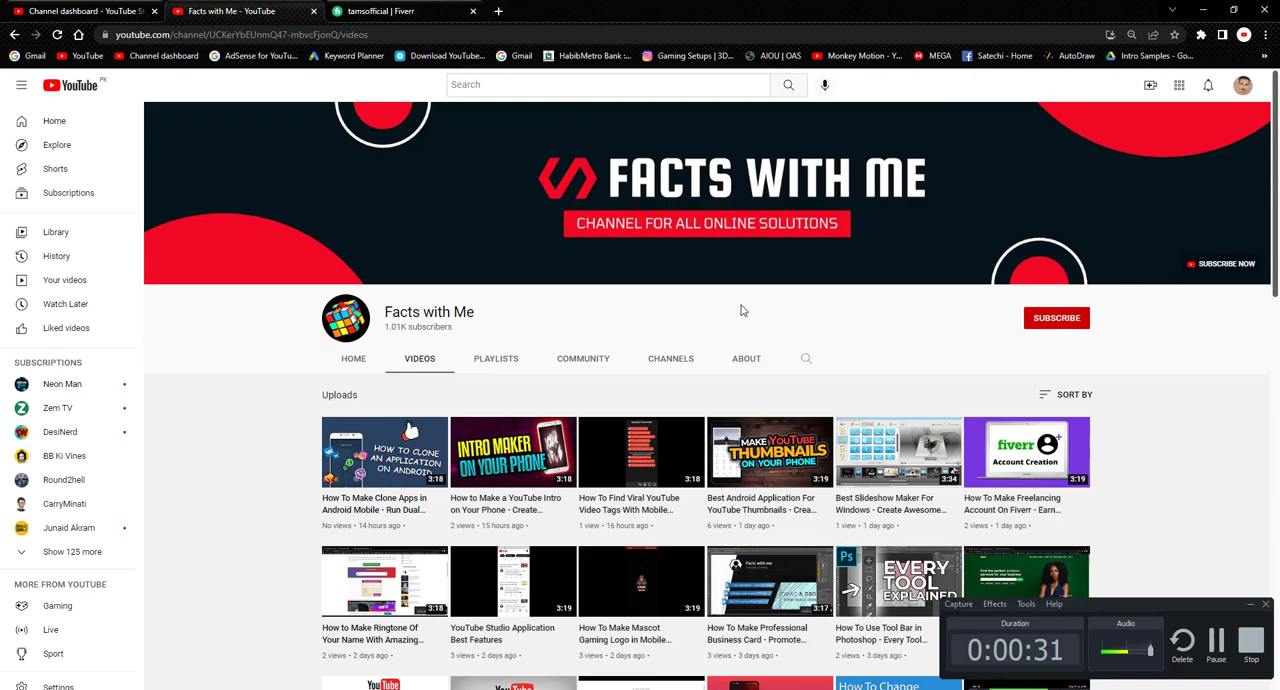 Channel dashboard - YouTube St
Facts with Me - YouTube
tamsofficial | Fiverr
youtube.com/channel/UCKerYbEUnmQ47-mbvcFjonQ/videos
Gmail
YouTube
Channel dashboard
AdSense for YouTu...
Keyword Planner
Download YouTube...
Gmail
HabibMetro Bank :...
Gaming Setups | 3D...
AIOU | OAS
Monkey Motion - Y...
MEGA
Satechi - Home
AutoDraw
Intro Samples - Go...
YouTube PK
Search
Home
Explore
Shorts
Subscriptions
Library
History
Your videos
Watch Later
Liked videos
SUBSCRIPTIONS
Neon Man
Zem TV
DesiNerd
BB Ki Vines
Round2hell
CarryMinati
Junaid Akram
Show 125 more
MORE FROM YOUTUBE
Gaming
Live
Sport
Settings
FACTS WITH ME
CHANNEL FOR ALL ONLINE SOLUTIONS
SUBSCRIBE NOW
Facts with Me
1.01K subscribers
SUBSCRIBE
HOME
VIDEOS
PLAYLISTS
COMMUNITY
CHANNELS
ABOUT
Uploads
SORT BY
HOW TO CLONE
AN APPLICATION
ON ANDROID
3:18
INTRO MAKER
ON YOUR PHONE
3:18
3:18
MAKE YOUTUBE
THUMBNAILS
ON YOUR PHONE
3:19
3:34
fiverr
Account Creation
3:19
How To Make Clone Apps in
Android Mobile - Run Dual...
No views • 14 hours ago
How to Make a YouTube Intro
on Your Phone - Create...
2 views • 15 hours ago
How To Find Viral YouTube
Video Tags With Mobile...
1 view • 16 hours ago
Best Android Application For
YouTube Thumbnails - Crea...
6 views • 1 day ago
Best Slideshow Maker For
Windows - Create Awesome...
1 view • 1 day ago
How To Make Freelancing
Account On Fiverr - Earn...
2 views • 1 day ago
3:18
3:19
3:19
3:17
Ps
EVERY
TOOL
EXPLAINED
How to Make Ringtone Of
Your Name With Amazing...
2 views • 2 days ago
YouTube Studio Application
Best Features
3 views • 2 days ago
How To Make Mascot
Gaming Logo in Mobile...
3 views • 2 days ago
How To Make Professional
Business Card - Promote...
3 views • 3 days ago
How To Use Tool Bar in
Photoshop - Every Tool...
2 views • 3 days ago
YouTube
How To Change
Capture
Effects
Tools
Help
Duration
0:00:31
Audio
Delete
Pause
Stop